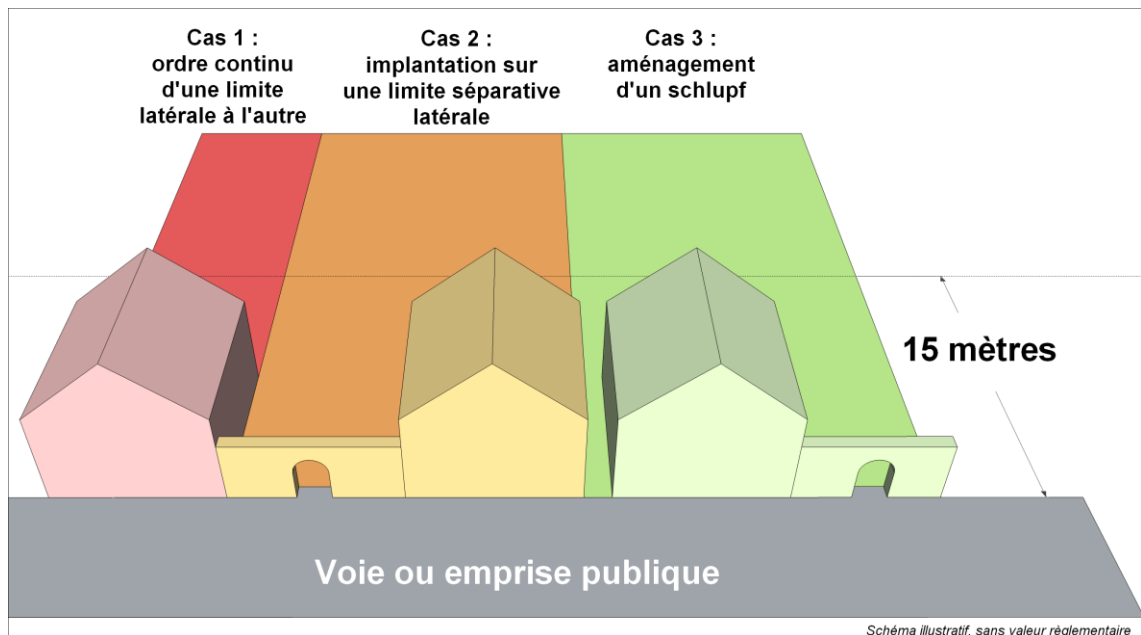 Cas 1 :
ordre continu
d'une limite
latérale à l'autre
Cas 2 :
implantation sur
une limite séparative
latérale
Cas 3 :
aménagement
d'un schlupf
15 mètres
Voie ou emprise publique
Schéma illustratif, sans valeur règlementaire